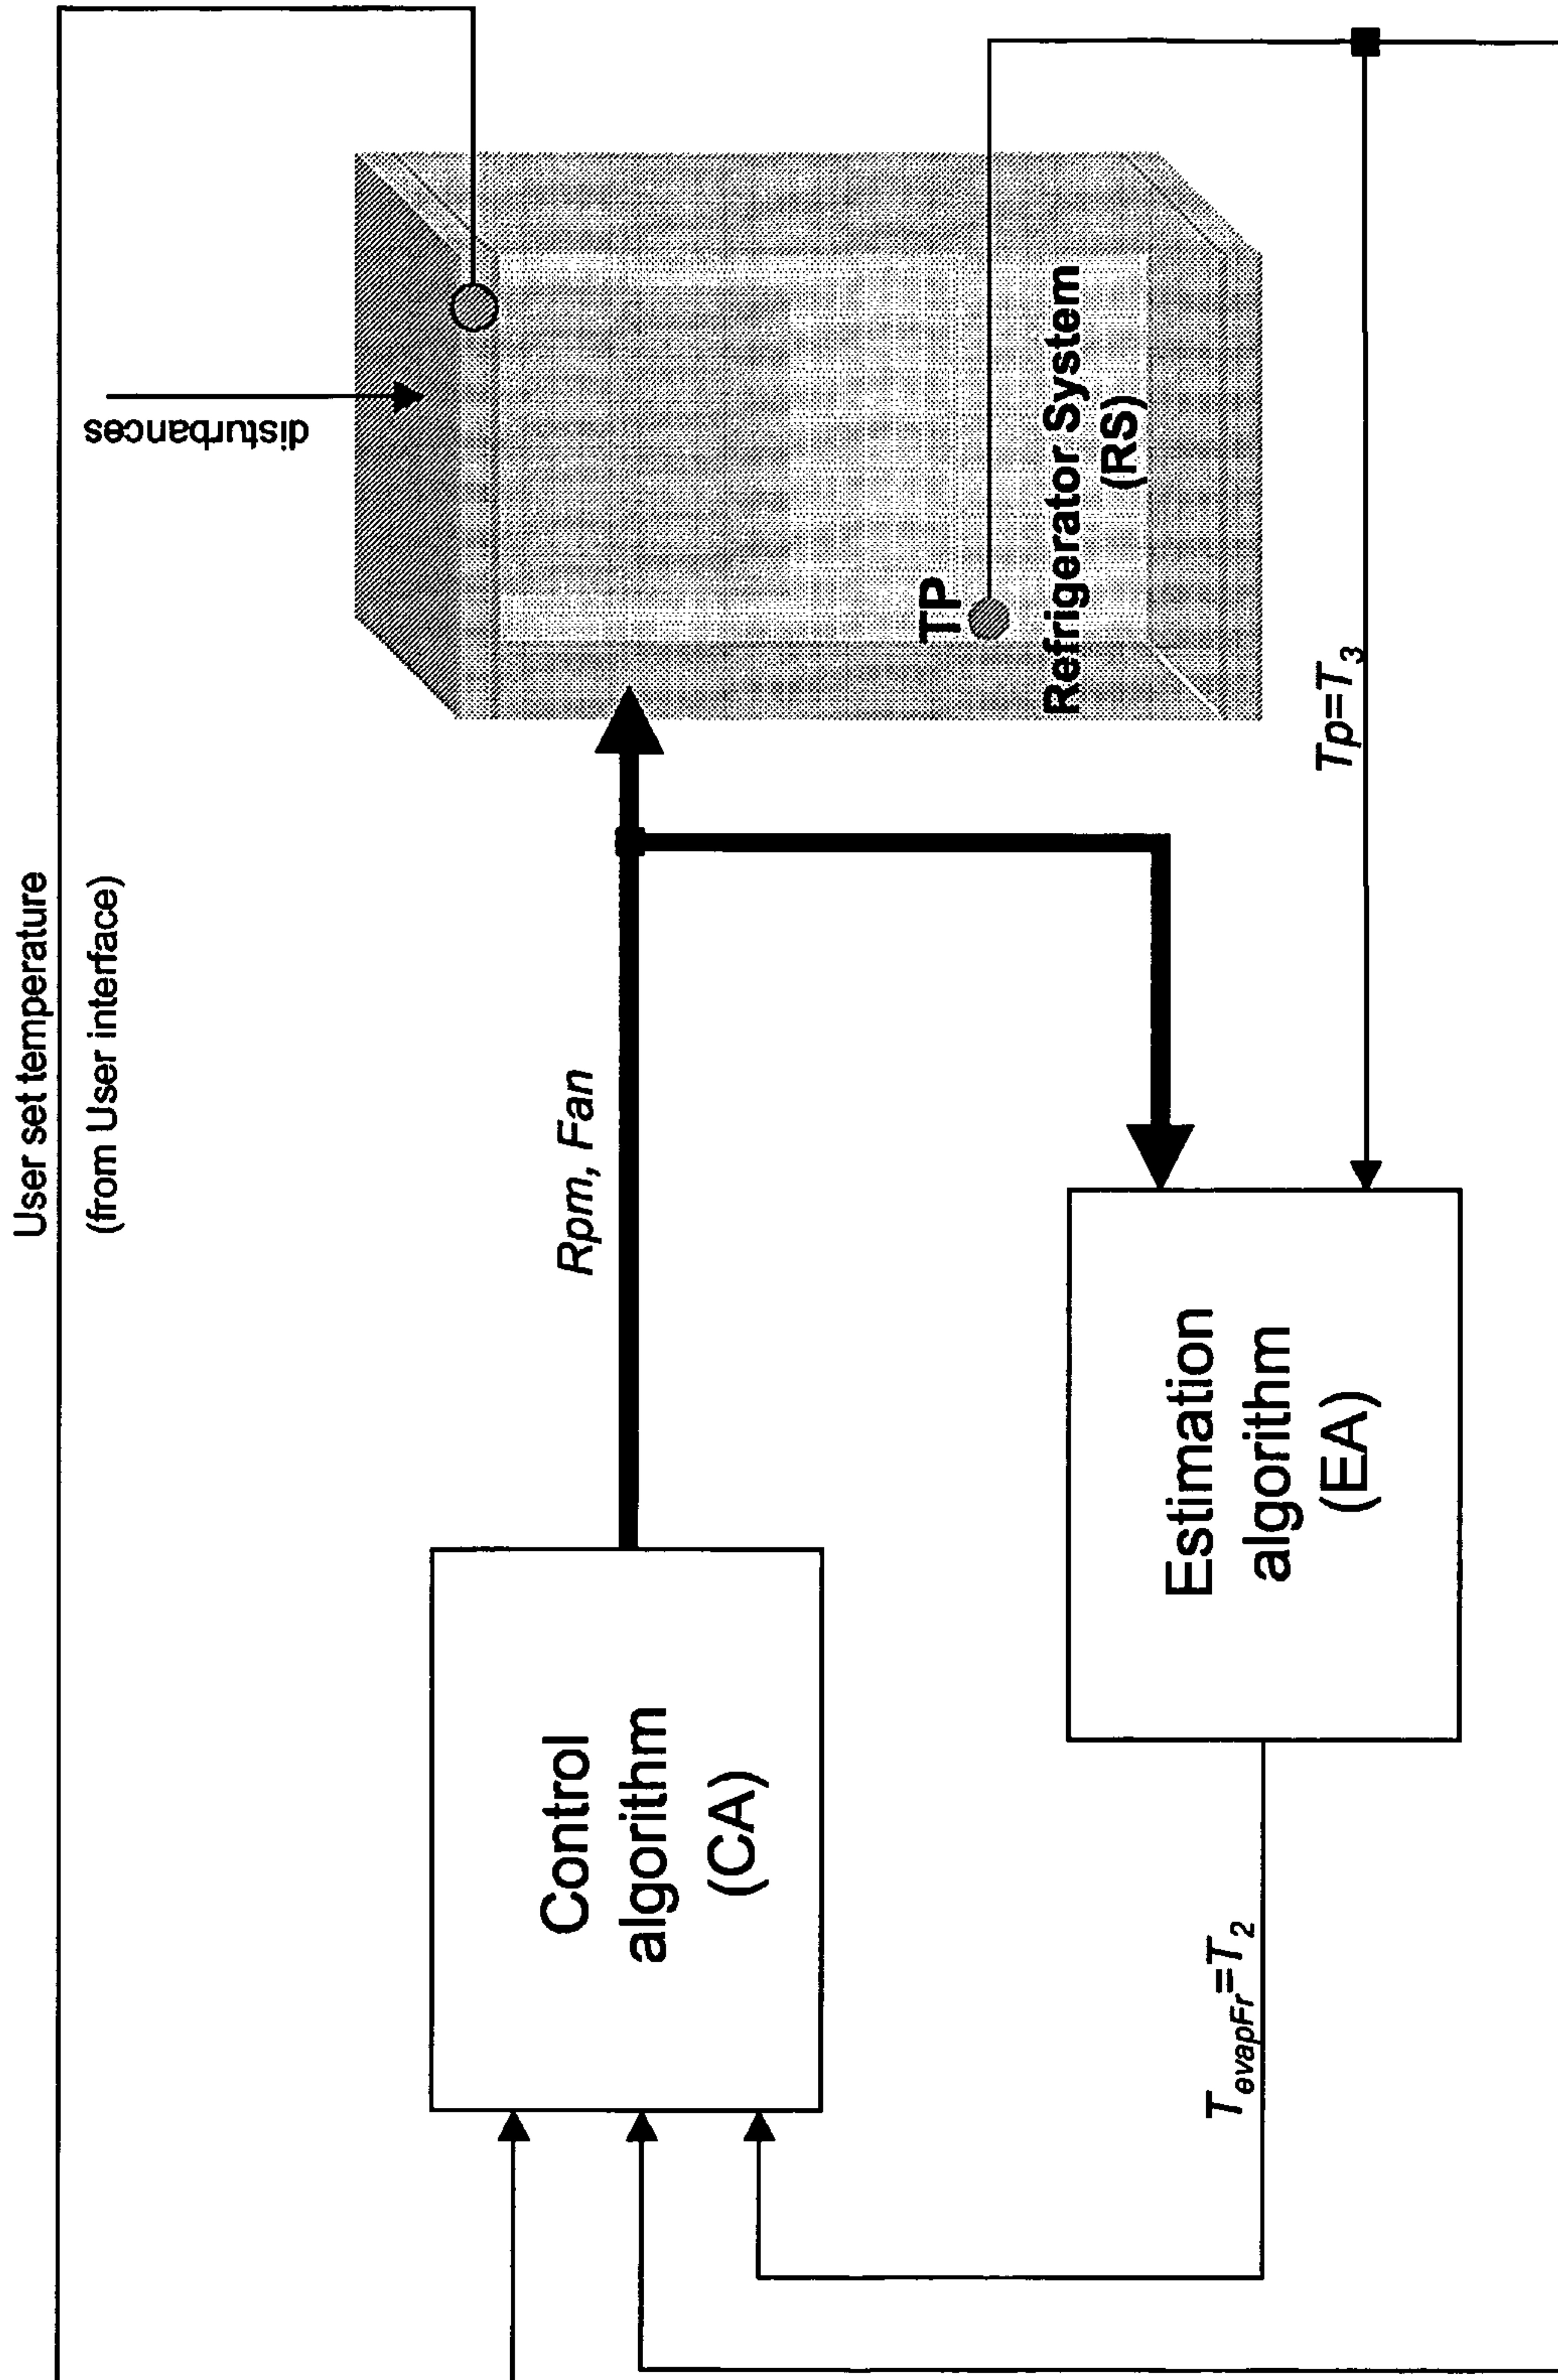 User set temperature
(from User interface)
disturbances
Rpm, Fan
TP
Refrigerator System
(RS)
Control
algorithm
(CA)
Tp=T3
Estimation
algorithm
(EA)
TevapFr=T2